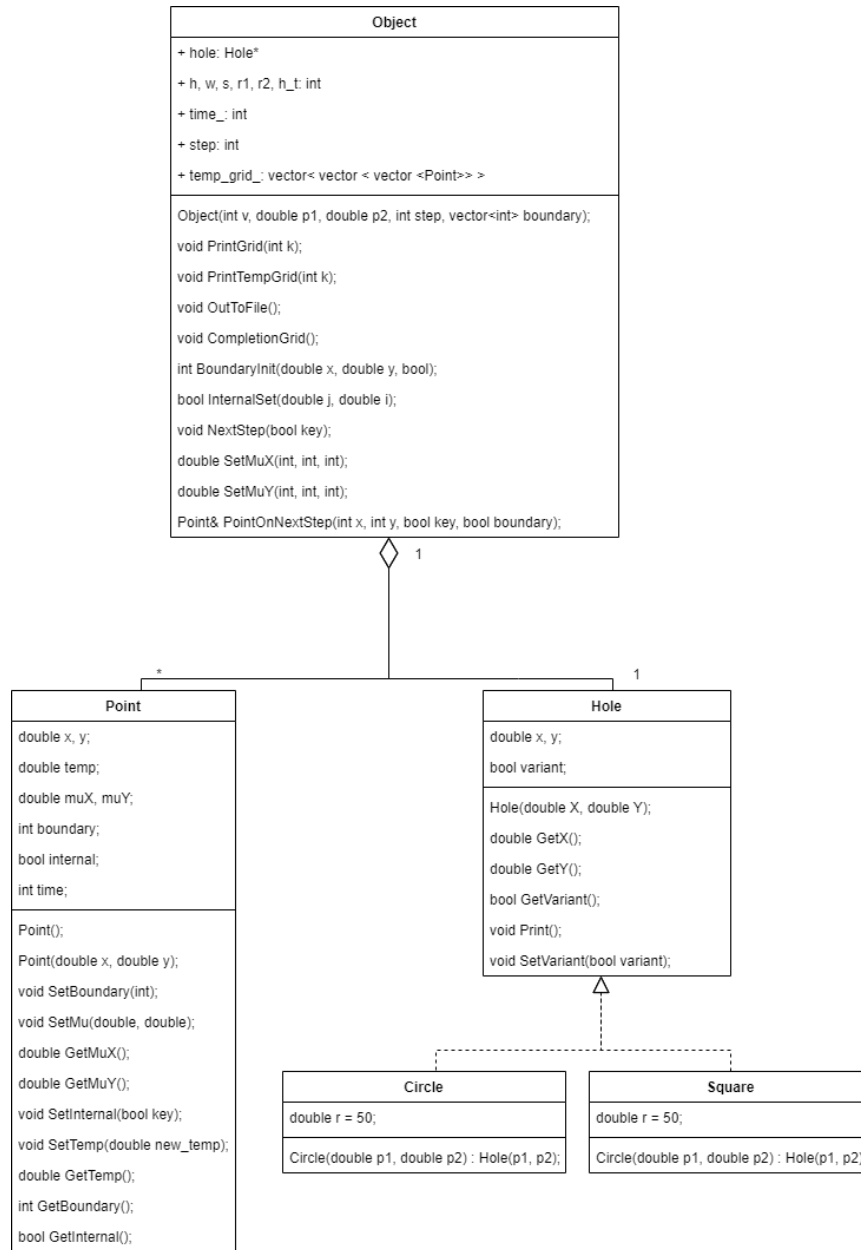 Object
+ hole: Hole*
+ h, w, s, r1, r2, h_t: int
+ time_: int
+ step: int
+ temp_grid_: vector< vector < vector <Point>> >
Object(int v, double p1, double p2, int step, vector<int> boundary);
void PrintGrid(int k);
void PrintTempGrid(int k);
void OutToFile();
void CompletionGrid();
int BoundaryInit(double x, double y, bool);
bool InternalSet(double j, double i);
void NextStep(bool key);
double SetMuX(int, int, int);
double SetMuY(int, int, int);
Point& PointOnNextStep(int x, int y, bool key, bool boundary);
1
*
1
Point
double x, y;
double temp;
double muX, muY;
int boundary;
bool internal;
int time;
Point();
Point(double x, double y);
void SetBoundary(int);
void SetMu(double, double);
double GetMuX();
double GetMuY();
void SetInternal(bool key);
void SetTemp(double new_temp);
double GetTemp();
int GetBoundary();
bool GetInternal();
Hole
double x, y;
bool variant;
Hole(double X, double Y);
double GetX();
double GetY();
bool GetVariant();
void Print();
void SetVariant(bool variant);
Circle
double r = 50;
Circle(double p1, double p2) : Hole(p1, p2);
Square
double r = 50;
Circle(double p1, double p2) : Hole(p1, p2)